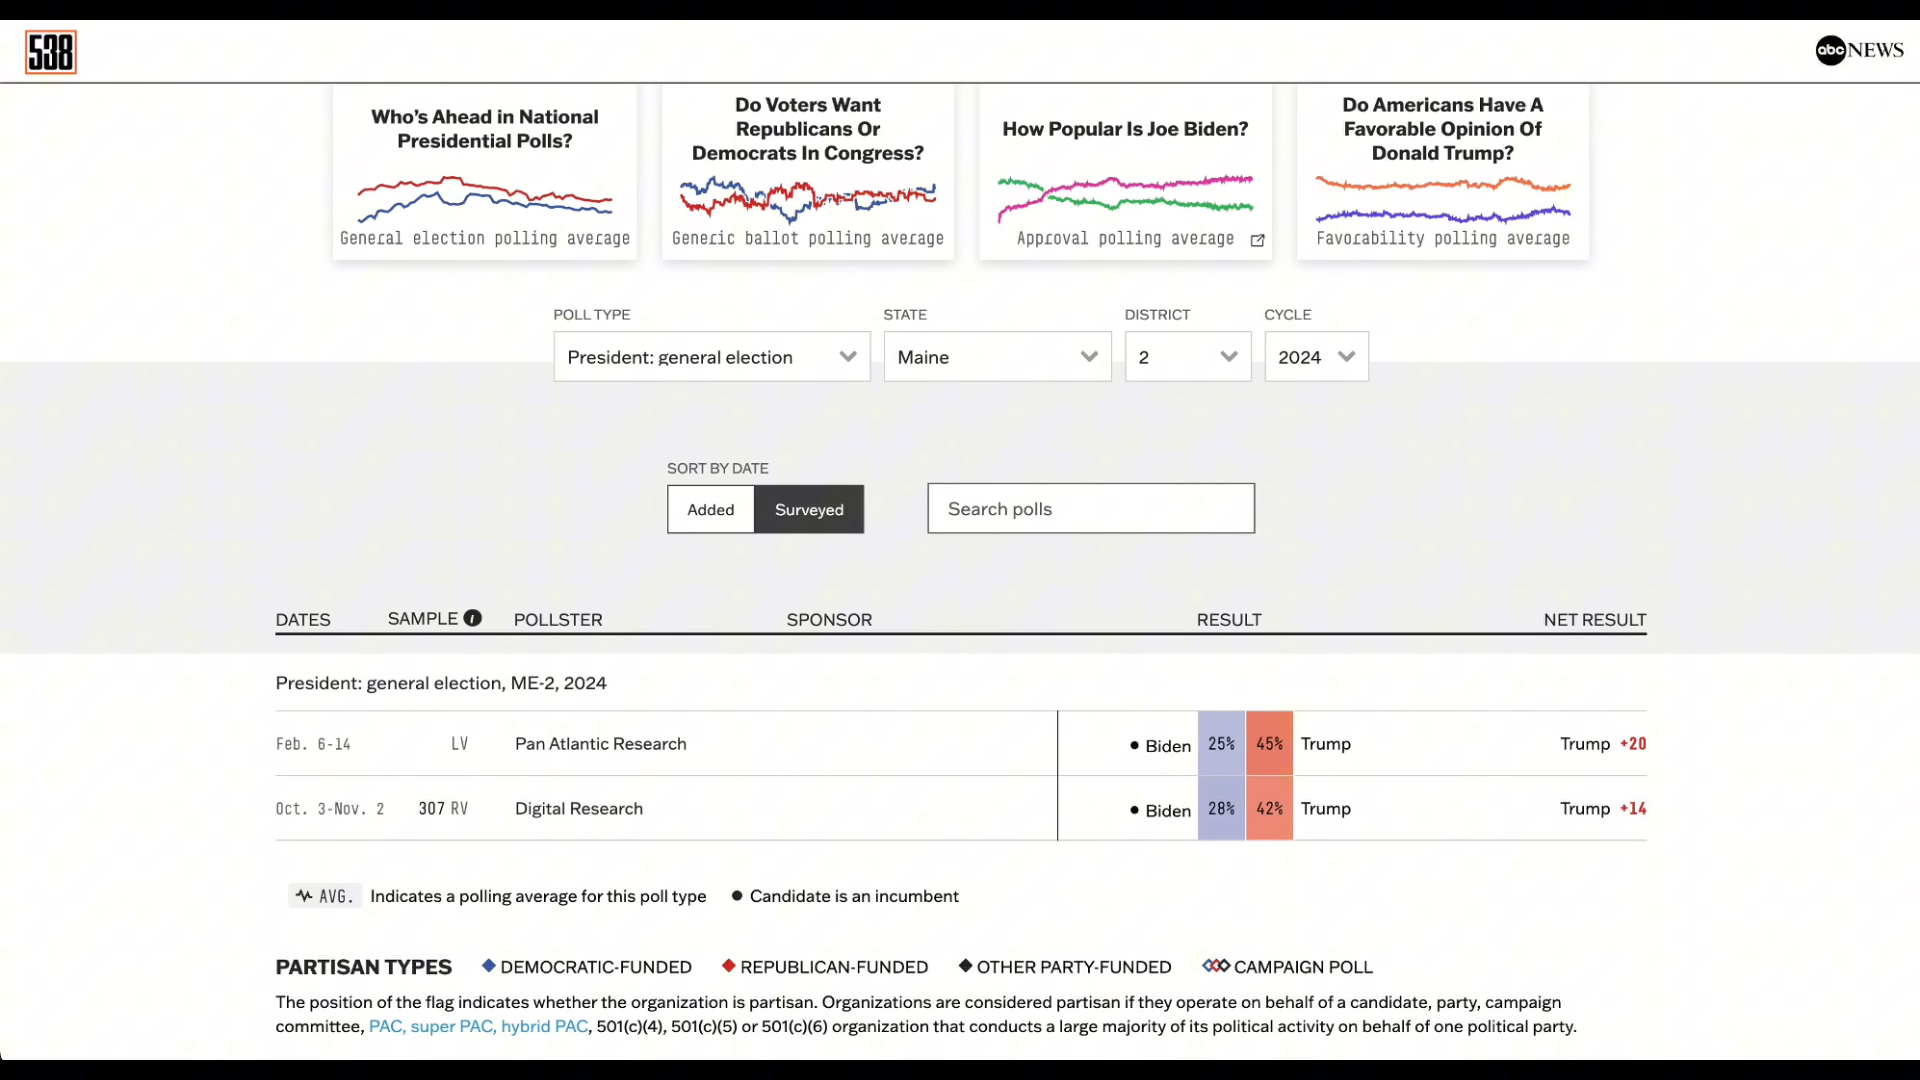 538
abc NEWS
Who's Ahead in National
Presidential Polls?
General election polling average
Do Voters Want
Republicans Or
Democrats In Congress?
Generic ballot polling average
How Popular Is Joe Biden?
Approval polling average
Do Americans Have A
Favorable Opinion Of
Donald Trump?
Favorability polling average
POLL TYPE STATE DISTRICT CYCLE
President: general election Maine 2 2024
SORT BY DATE
Added Surveyed Search polls
DATES SAMPLE i POLLSTER SPONSOR RESULT NET RESULT
President: general election, ME-2, 2024
Feb. 6-14 LV Pan Atlantic Research • Biden 25% 45% Trump Trump +20
Oct. 3-Nov. 2 307 RV Digital Research • Biden 28% 42% Trump Trump +14
AVG. Indicates a polling average for this poll type • Candidate is an incumbent
PARTISAN TYPES ◆ DEMOCRATIC-FUNDED ◆ REPUBLICAN-FUNDED ◆ OTHER PARTY-FUNDED CAMPAIGN POLL
The position of the flag indicates whether the organization is partisan. Organizations are considered partisan if they operate on behalf of a candidate, party, campaign
committee, PAC, super PAC, hybrid PAC, 501(c)(4), 501(c)(5) or 501(c)(6) organization that conducts a large majority of its political activity on behalf of one political party.